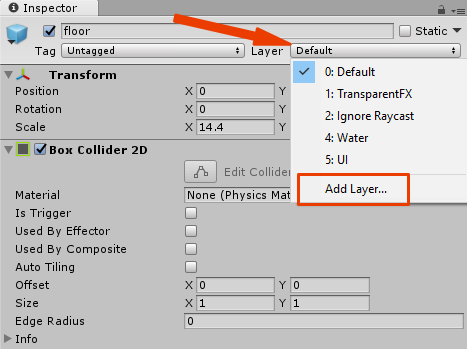 Inspector
floor Static
Tag Untagged Layer Default
0: Default
1: TransparentFX
2: Ignore Raycast
4: Water
5: UI
Add Layer...
Transform
Position X 0 Y
Rotation X 0 Y
Scale X 14.4 Y
Box Collider 2D
Edit Collider
Material None (Physics Mat
Is Trigger
Used By Effector
Used By Composite
Auto Tiling
Offset X 0 Y 0
Size X 1 Y 1
Edge Radius 0
Info